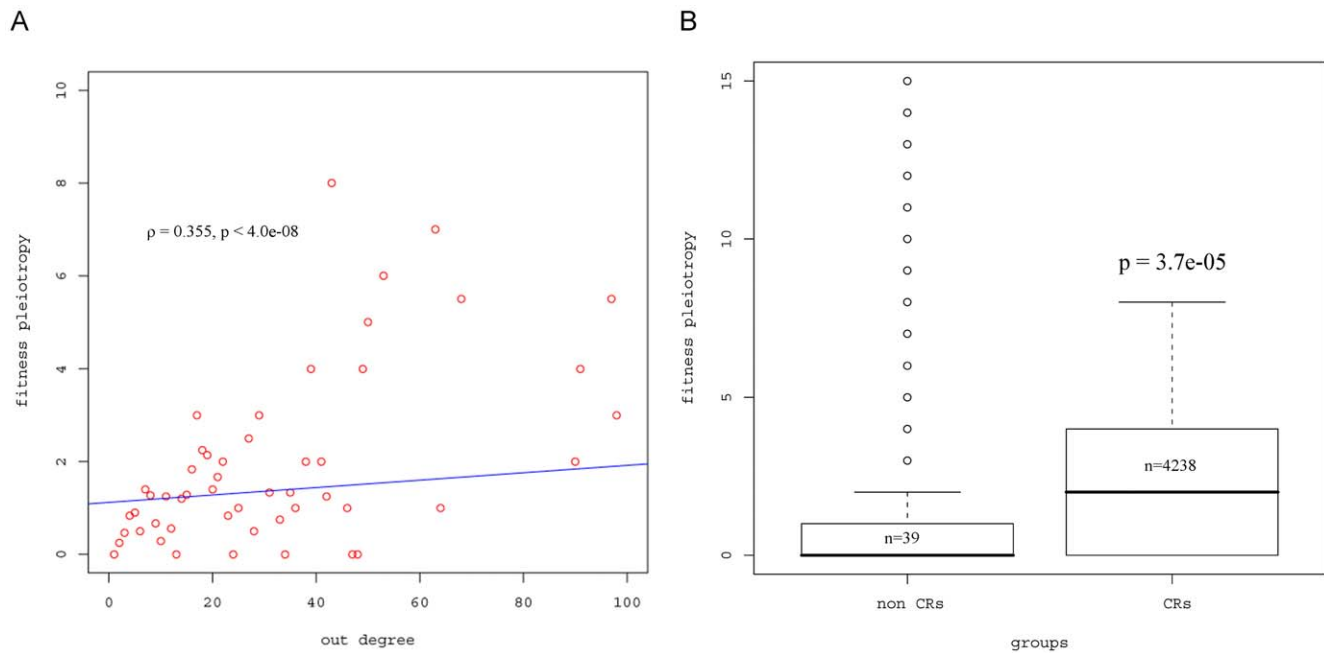 A
fitness pleiotropy
10
8
6
4
2
0
ρ = 0.355, p < 4.0e-08
0
20
40
60
80
100
out degree
B
fitness pleiotropy
15
10
5
0
p = 3.7e-05
n=4238
n=39
non CRs
CRs
groups